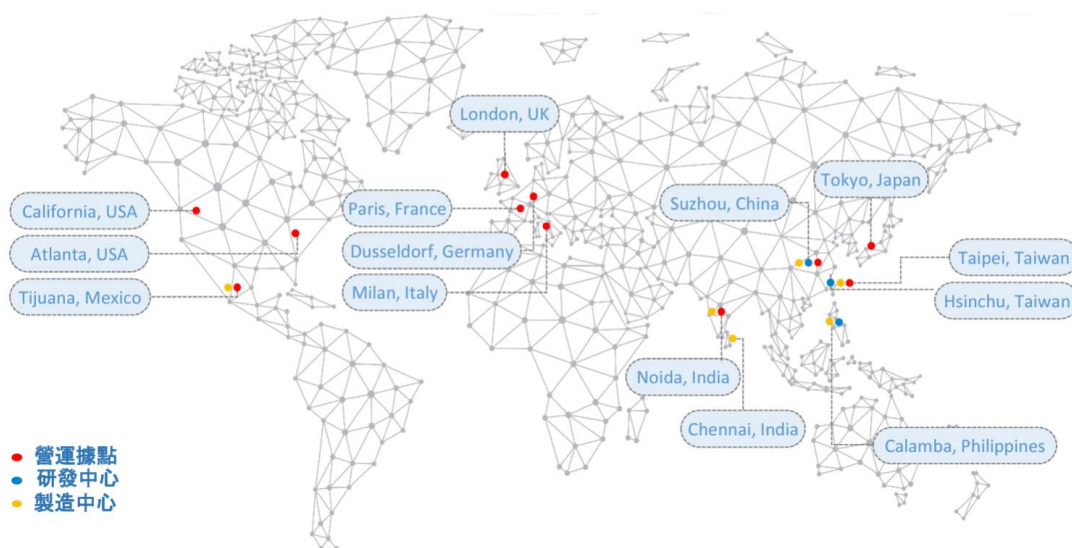 London, UK
Tokyo, Japan
Suzhou, China
California, USA
Paris, France
Atlanta, USA
Dusseldorf, Germany
Taipei, Taiwan
Tijuana, Mexico
Milan, Italy
Hsinchu, Taiwan
Noida, India
Chennai, India
Calamba, Philippines
營運據點
研發中心
製造中心